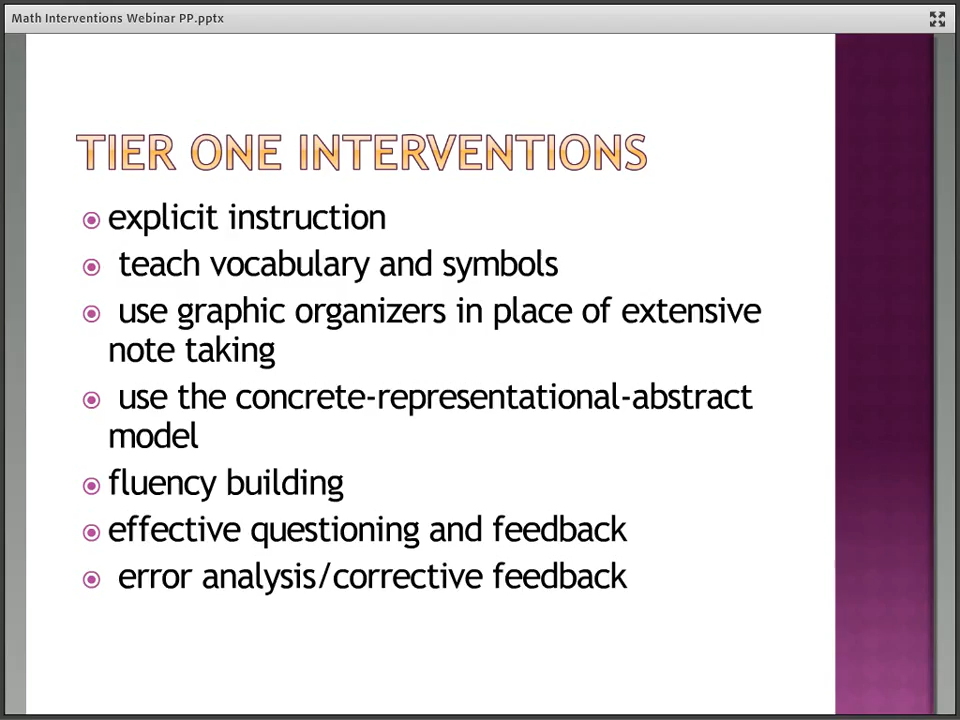 Math Interventions Webinar PP.pptx
TIER ONE INTERVENTIONS
explicit instruction
teach vocabulary and symbols
use graphic organizers in place of extensive
note taking
use the concrete-representational-abstract
model
fluency building
effective questioning and feedback
error analysis/corrective feedback